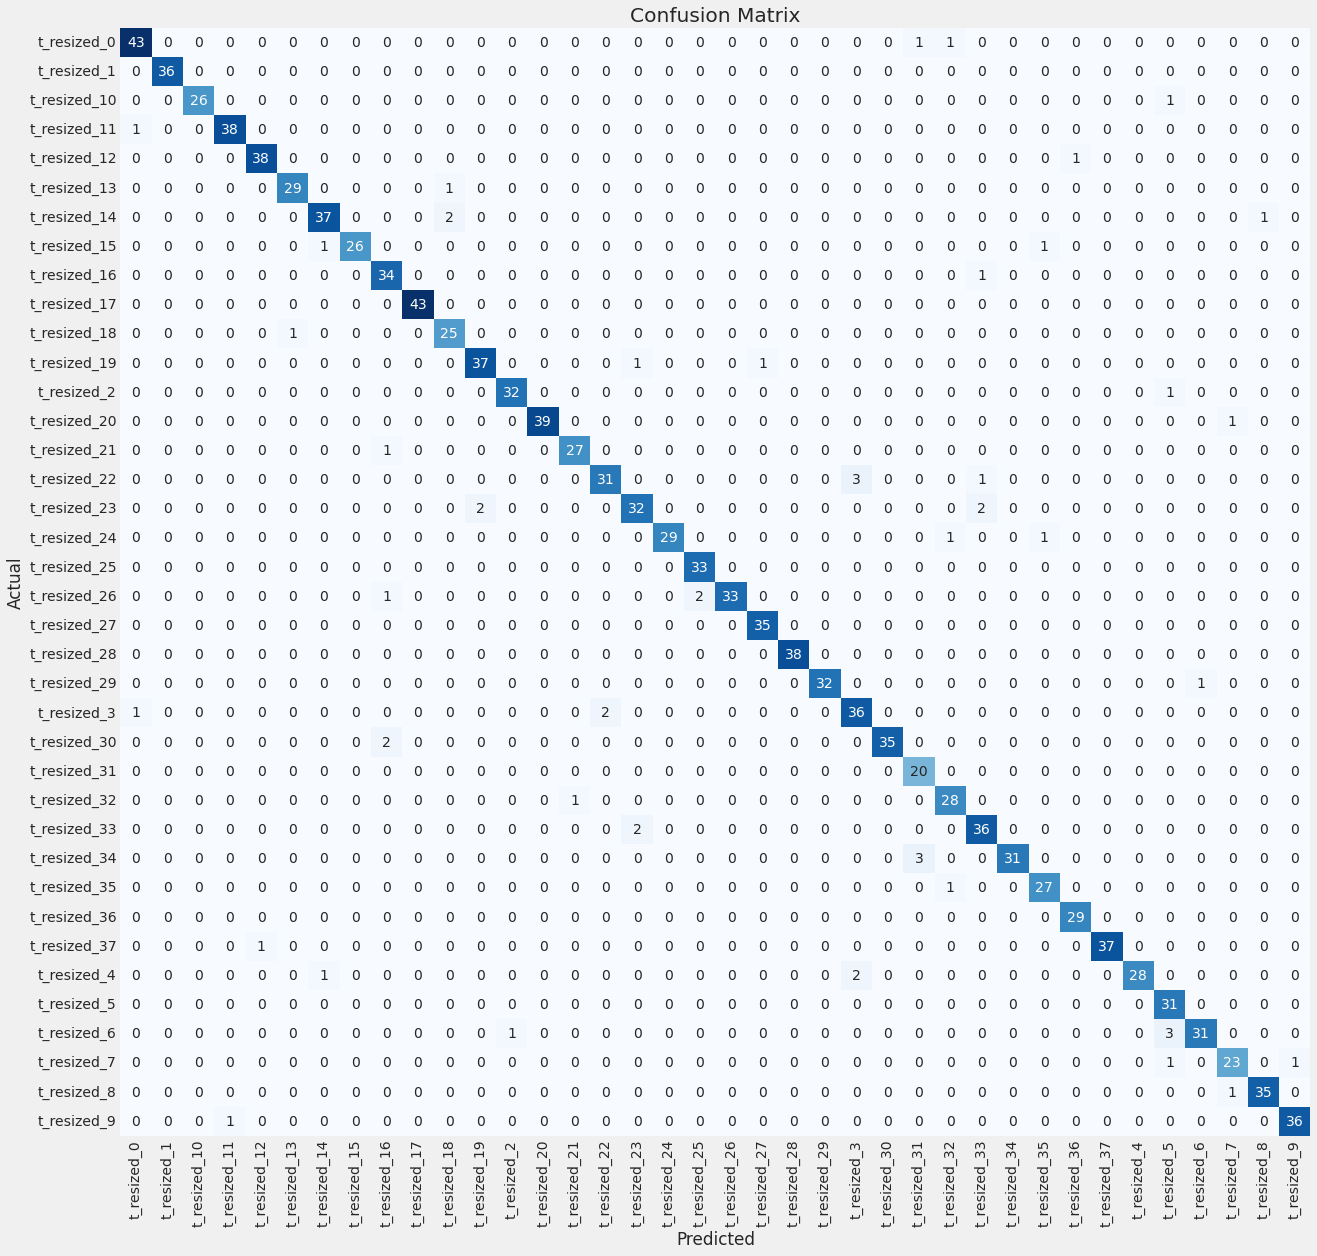 Confusion Matrix
t_resized_0 43 0 0 0 0 0 0 0 0 0 0 0 0 0 0 0 0 0 0 0 0 0 0 0 0 1 1 0 0 0 0 0 0 0 0 0 0 0
t_resized_1 0 36 0 0 0 0 0 0 0 0 0 0 0 0 0 0 0 0 0 0 0 0 0 0 0 0 0 0 0 0 0 0 0 0 0 0 0 0
t_resized_10 0 0 26 0 0 0 0 0 0 0 0 0 0 0 0 0 0 0 0 0 0 0 0 0 0 0 0 0 0 0 0 0 0 1 0 0 0 0
t_resized_11 1 0 0 38 0 0 0 0 0 0 0 0 0 0 0 0 0 0 0 0 0 0 0 0 0 0 0 0 0 0 0 0 0 0 0 0 0 0
t_resized_12 0 0 0 0 38 0 0 0 0 0 0 0 0 0 0 0 0 0 0 0 0 0 0 0 0 0 0 0 0 0 1 0 0 0 0 0 0 0
t_resized_13 0 0 0 0 0 29 0 0 0 0 1 0 0 0 0 0 0 0 0 0 0 0 0 0 0 0 0 0 0 0 0 0 0 0 0 0 0 0
t_resized_14 0 0 0 0 0 0 37 0 0 0 2 0 0 0 0 0 0 0 0 0 0 0 0 0 0 0 0 0 0 0 0 0 0 0 0 0 1 0
t_resized_15 0 0 0 0 0 0 1 26 0 0 0 0 0 0 0 0 0 0 0 0 0 0 0 0 0 0 0 0 0 1 0 0 0 0 0 0 0 0
t_resized_16 0 0 0 0 0 0 0 0 34 0 0 0 0 0 0 0 0 0 0 0 0 0 0 0 0 0 0 1 0 0 0 0 0 0 0 0 0 0
t_resized_17 0 0 0 0 0 0 0 0 0 43 0 0 0 0 0 0 0 0 0 0 0 0 0 0 0 0 0 0 0 0 0 0 0 0 0 0 0 0
t_resized_18 0 0 0 0 0 1 0 0 0 0 25 0 0 0 0 0 0 0 0 0 0 0 0 0 0 0 0 0 0 0 0 0 0 0 0 0 0 0
t_resized_19 0 0 0 0 0 0 0 0 0 0 0 37 0 0 0 0 1 0 0 0 1 0 0 0 0 0 0 0 0 0 0 0 0 0 0 0 0 0
t_resized_2 0 0 0 0 0 0 0 0 0 0 0 0 32 0 0 0 0 0 0 0 0 0 0 0 0 0 0 0 0 0 0 0 0 1 0 0 0 0
t_resized_20 0 0 0 0 0 0 0 0 0 0 0 0 0 39 0 0 0 0 0 0 0 0 0 0 0 0 0 0 0 0 0 0 0 0 0 1 0 0
t_resized_21 0 0 0 0 0 0 0 0 1 0 0 0 0 0 27 0 0 0 0 0 0 0 0 0 0 0 0 0 0 0 0 0 0 0 0 0 0 0
t_resized_22 0 0 0 0 0 0 0 0 0 0 0 0 0 0 0 31 0 0 0 0 0 0 0 3 0 0 0 1 0 0 0 0 0 0 0 0 0 0
t_resized_23 0 0 0 0 0 0 0 0 0 0 0 2 0 0 0 0 32 0 0 0 0 0 0 0 0 0 0 2 0 0 0 0 0 0 0 0 0 0
t_resized_24 0 0 0 0 0 0 0 0 0 0 0 0 0 0 0 0 0 29 0 0 0 0 0 0 0 0 1 0 0 1 0 0 0 0 0 0 0 0
t_resized_25 0 0 0 0 0 0 0 0 0 0 0 0 0 0 0 0 0 0 33 0 0 0 0 0 0 0 0 0 0 0 0 0 0 0 0 0 0 0
t_resized_26 0 0 0 0 0 0 0 0 1 0 0 0 0 0 0 0 0 0 2 33 0 0 0 0 0 0 0 0 0 0 0 0 0 0 0 0 0 0
t_resized_27 0 0 0 0 0 0 0 0 0 0 0 0 0 0 0 0 0 0 0 0 35 0 0 0 0 0 0 0 0 0 0 0 0 0 0 0 0 0
t_resized_28 0 0 0 0 0 0 0 0 0 0 0 0 0 0 0 0 0 0 0 0 0 38 0 0 0 0 0 0 0 0 0 0 0 0 0 0 0 0
t_resized_29 0 0 0 0 0 0 0 0 0 0 0 0 0 0 0 0 0 0 0 0 0 0 32 0 0 0 0 0 0 0 0 0 0 0 1 0 0 0
t_resized_3 1 0 0 0 0 0 0 0 0 0 0 0 0 0 0 2 0 0 0 0 0 0 0 36 0 0 0 0 0 0 0 0 0 0 0 0 0 0
t_resized_30 0 0 0 0 0 0 0 0 2 0 0 0 0 0 0 0 0 0 0 0 0 0 0 0 35 0 0 0 0 0 0 0 0 0 0 0 0 0
t_resized_31 0 0 0 0 0 0 0 0 0 0 0 0 0 0 0 0 0 0 0 0 0 0 0 0 0 20 0 0 0 0 0 0 0 0 0 0 0 0
t_resized_32 0 0 0 0 0 0 0 0 0 0 0 0 0 0 1 0 0 0 0 0 0 0 0 0 0 0 28 0 0 0 0 0 0 0 0 0 0 0
t_resized_33 0 0 0 0 0 0 0 0 0 0 0 0 0 0 0 0 2 0 0 0 0 0 0 0 0 0 0 36 0 0 0 0 0 0 0 0 0 0
t_resized_34 0 0 0 0 0 0 0 0 0 0 0 0 0 0 0 0 0 0 0 0 0 0 0 0 0 3 0 0 31 0 0 0 0 0 0 0 0 0
t_resized_35 0 0 0 0 0 0 0 0 0 0 0 0 0 0 0 0 0 0 0 0 0 0 0 0 0 0 1 0 0 27 0 0 0 0 0 0 0 0
t_resized_36 0 0 0 0 0 0 0 0 0 0 0 0 0 0 0 0 0 0 0 0 0 0 0 0 0 0 0 0 0 0 29 0 0 0 0 0 0 0
t_resized_37 0 0 0 0 1 0 0 0 0 0 0 0 0 0 0 0 0 0 0 0 0 0 0 0 0 0 0 0 0 0 0 37 0 0 0 0 0 0
t_resized_4 0 0 0 0 0 0 1 0 0 0 0 0 0 0 0 0 0 0 0 0 0 0 0 2 0 0 0 0 0 0 0 0 28 0 0 0 0 0
t_resized_5 0 0 0 0 0 0 0 0 0 0 0 0 0 0 0 0 0 0 0 0 0 0 0 0 0 0 0 0 0 0 0 0 0 31 0 0 0 0
t_resized_6 0 0 0 0 0 0 0 0 0 0 0 0 1 0 0 0 0 0 0 0 0 0 0 0 0 0 0 0 0 0 0 0 0 3 31 0 0 0
t_resized_7 0 0 0 0 0 0 0 0 0 0 0 0 0 0 0 0 0 0 0 0 0 0 0 0 0 0 0 0 0 0 0 0 0 1 0 23 0 1
t_resized_8 0 0 0 0 0 0 0 0 0 0 0 0 0 0 0 0 0 0 0 0 0 0 0 0 0 0 0 0 0 0 0 0 0 0 0 1 35 0
t_resized_9 0 0 0 1 0 0 0 0 0 0 0 0 0 0 0 0 0 0 0 0 0 0 0 0 0 0 0 0 0 0 0 0 0 0 0 0 0 36
Actual
t_resized_0 t_resized_1 t_resized_10 t_resized_11 t_resized_12 t_resized_13 t_resized_14 t_resized_15 t_resized_16 t_resized_17 t_resized_18 t_resized_19 t_resized_2 t_resized_20 t_resized_21 t_resized_22 t_resized_23 t_resized_24 t_resized_25 t_resized_26 t_resized_27 t_resized_28 t_resized_29 t_resized_3 t_resized_30 t_resized_31 t_resized_32 t_resized_33 t_resized_34 t_resized_35 t_resized_36 t_resized_37 t_resized_4 t_resized_5 t_resized_6 t_resized_7 t_resized_8 t_resized_9
Predicted